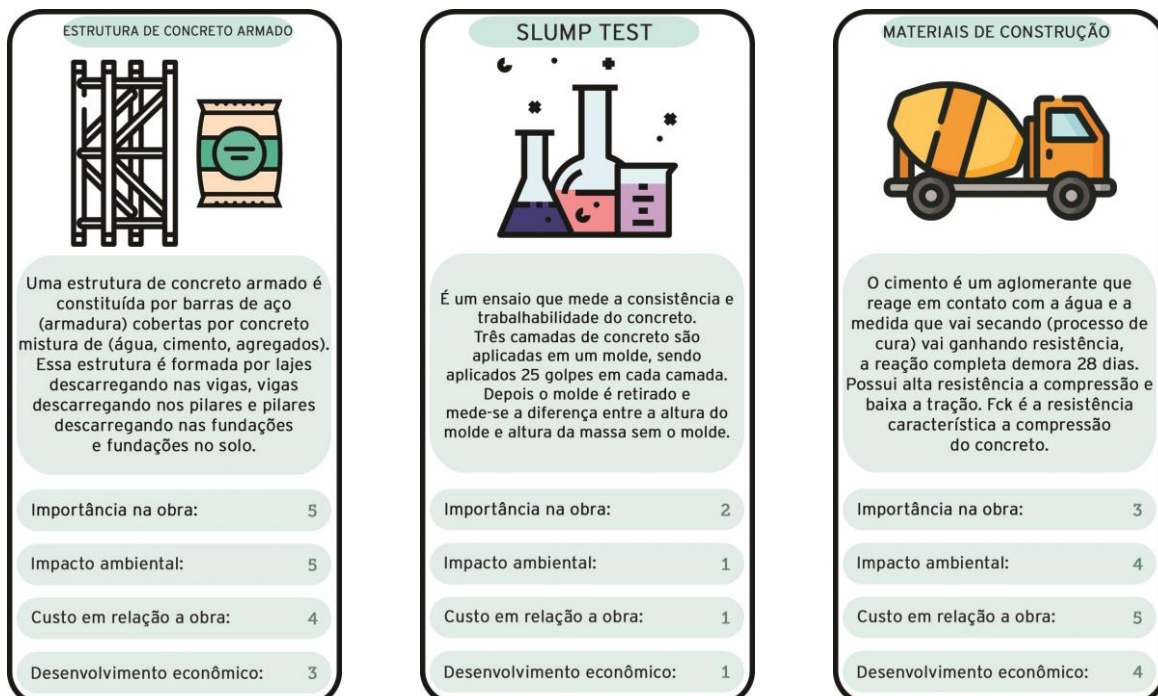 ESTRUTURA DE CONCRETO ARMADO
Uma estrutura de concreto armado é
constituída por barras de aço
(armadura) cobertas por concreto
mistura de (água, cimento, agregados).
Essa estrutura é formada por lajes
descarregando nas vigas, vigas
descarregando nos pilares e pilares
descarregando nas fundações
e fundações no solo.
Importância na obra: 5
Impacto ambiental: 5
Custo em relação a obra: 4
Desenvolvimento econômico: 3
SLUMP TEST
É um ensaio que mede a consistência e
trabalhabilidade do concreto.
Três camadas de concreto são
aplicadas em um molde, sendo
aplicados 25 golpes em cada camada.
Depois o molde é retirado e
mede-se a diferença entre a altura do
molde e altura da massa sem o molde.
Importância na obra: 2
Impacto ambiental: 1
Custo em relação a obra: 1
Desenvolvimento econômico: 1
MATERIAIS DE CONSTRUÇÃO
O cimento é um aglomerante que
reage em contato com a água e a
medida que vai secando (processo de
cura) vai ganhando resistência,
a reação completa demora 28 dias.
Possui alta resistência a compressão e
baixa a tração. Fck é a resistência
característica a compressão
do concreto.
Importância na obra: 3
Impacto ambiental: 4
Custo em relação a obra: 5
Desenvolvimento econômico: 4